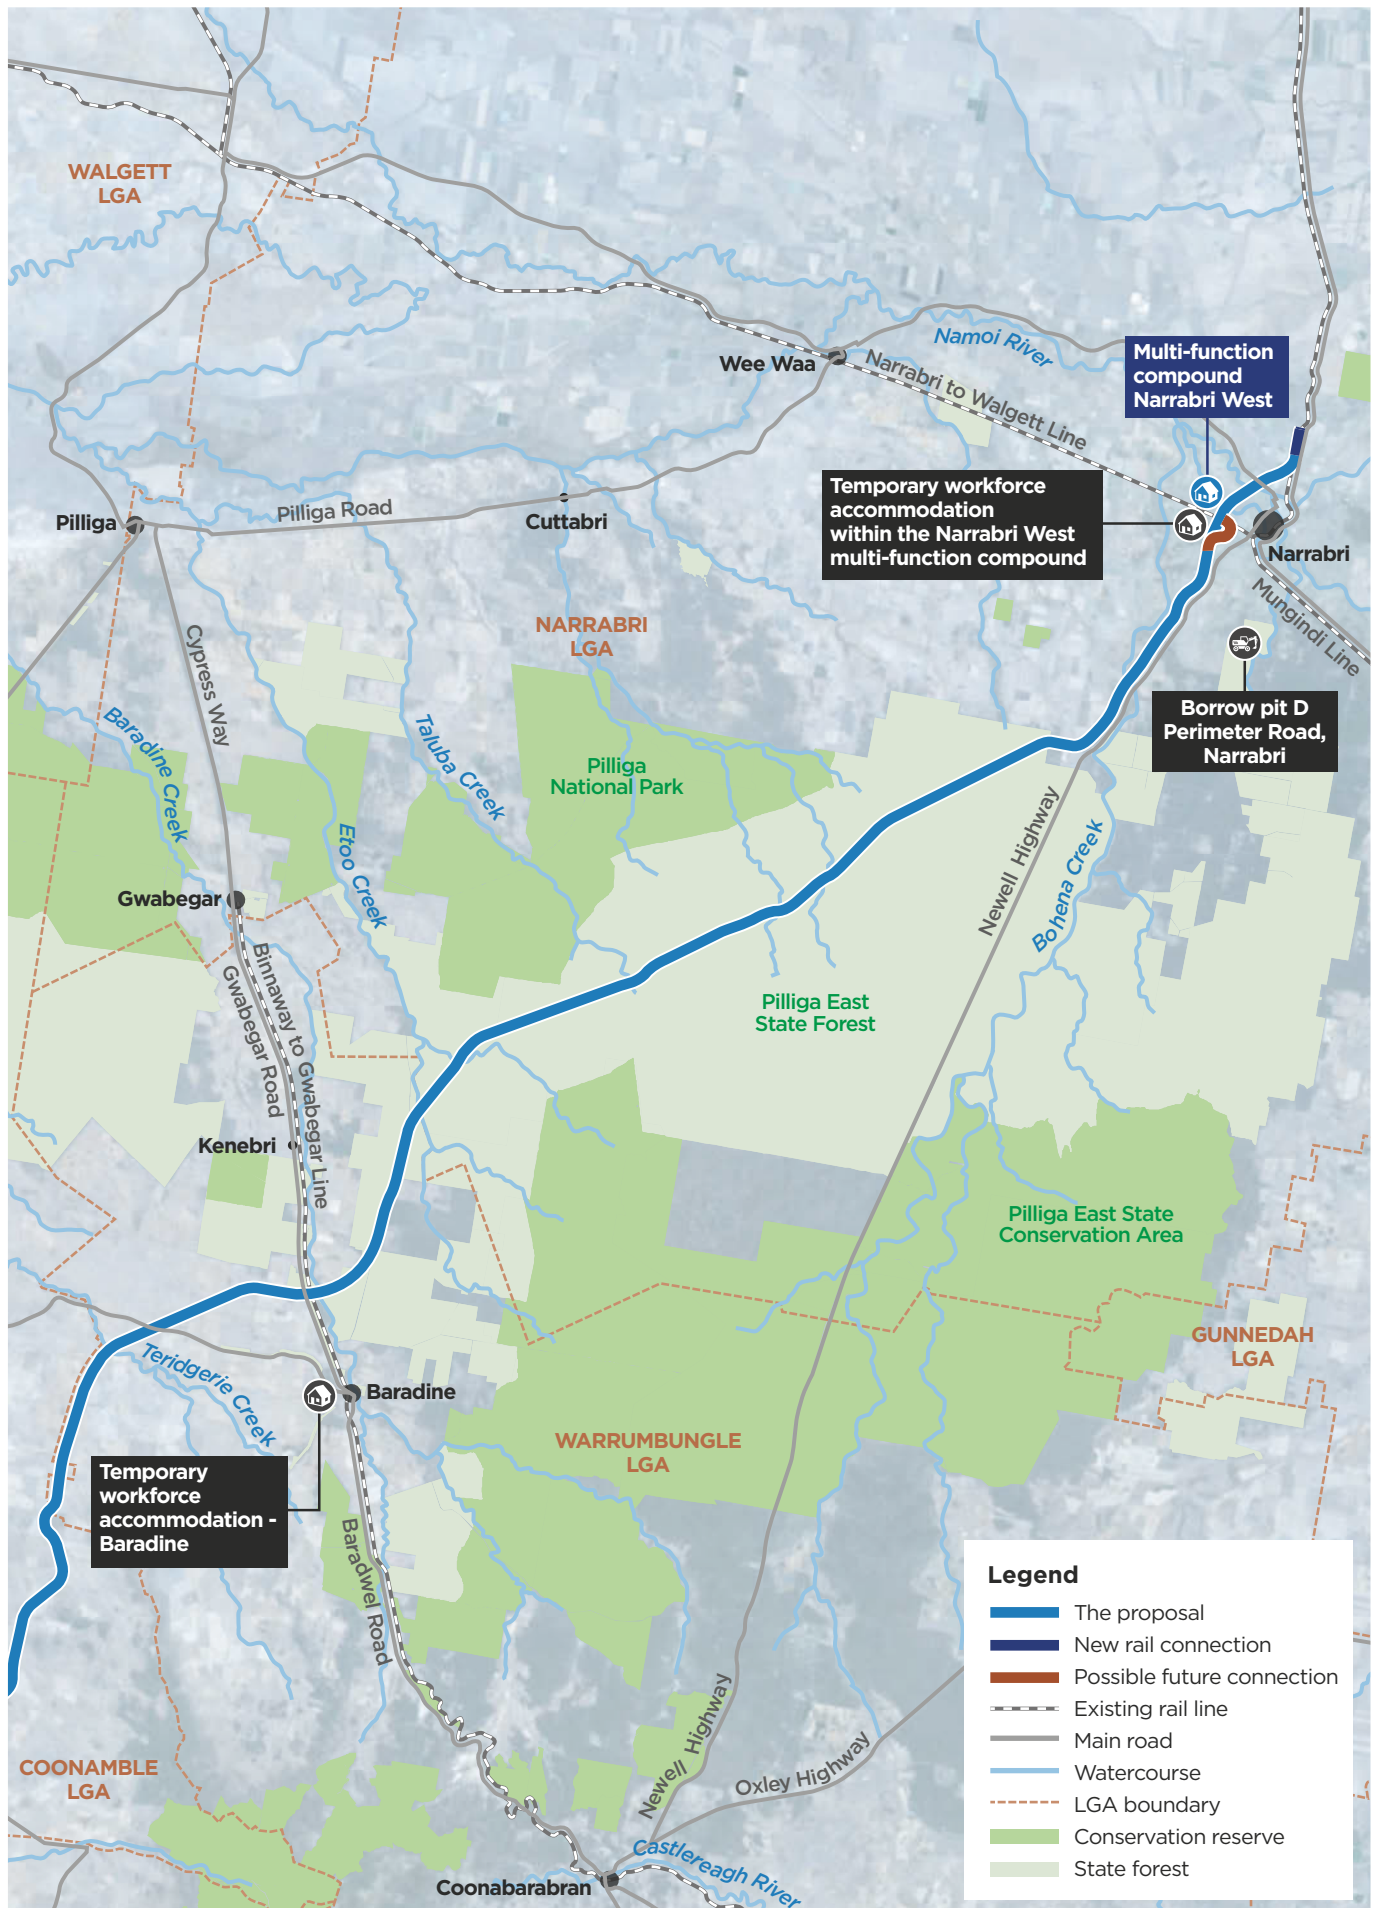 WALGETT
LGA
Namoi River
Multi-function
compound
Narrabri West
Wee Waa
Narrabri to Walgett Line
Temporary workforce
accommodation
within the Narrabri West
multi-function compound
Pilliga Road
Pilliga
Cuttabri
Narrabri
Mungindi Line
NARRABRI
LGA
Cypress Way
Borrow pit D
Perimeter Road,
Narrabri
Baradine Creek
Taluba Creek
Pilliga
National Park
Etoo Creek
Newell Highway
Bohena Creek
Gwabegar
Binnaway to Gwabegar Line
Gwabegar Road
Pilliga East
State Forest
Kenebri
Pilliga East State
Conservation Area
GUNNEDAH
LGA
Teridgerie Creek
Baradine
WARRUMBUNGLE
LGA
Temporary
workforce
accommodation -
Baradine
Baradwel Road
Newell Highway
Oxley Highway
COONAMBLE
LGA
Castlereagh River
Coonabarabran
Legend
The proposal
New rail connection
Possible future connection
Existing rail line
Main road
Watercourse
LGA boundary
Conservation reserve
State forest